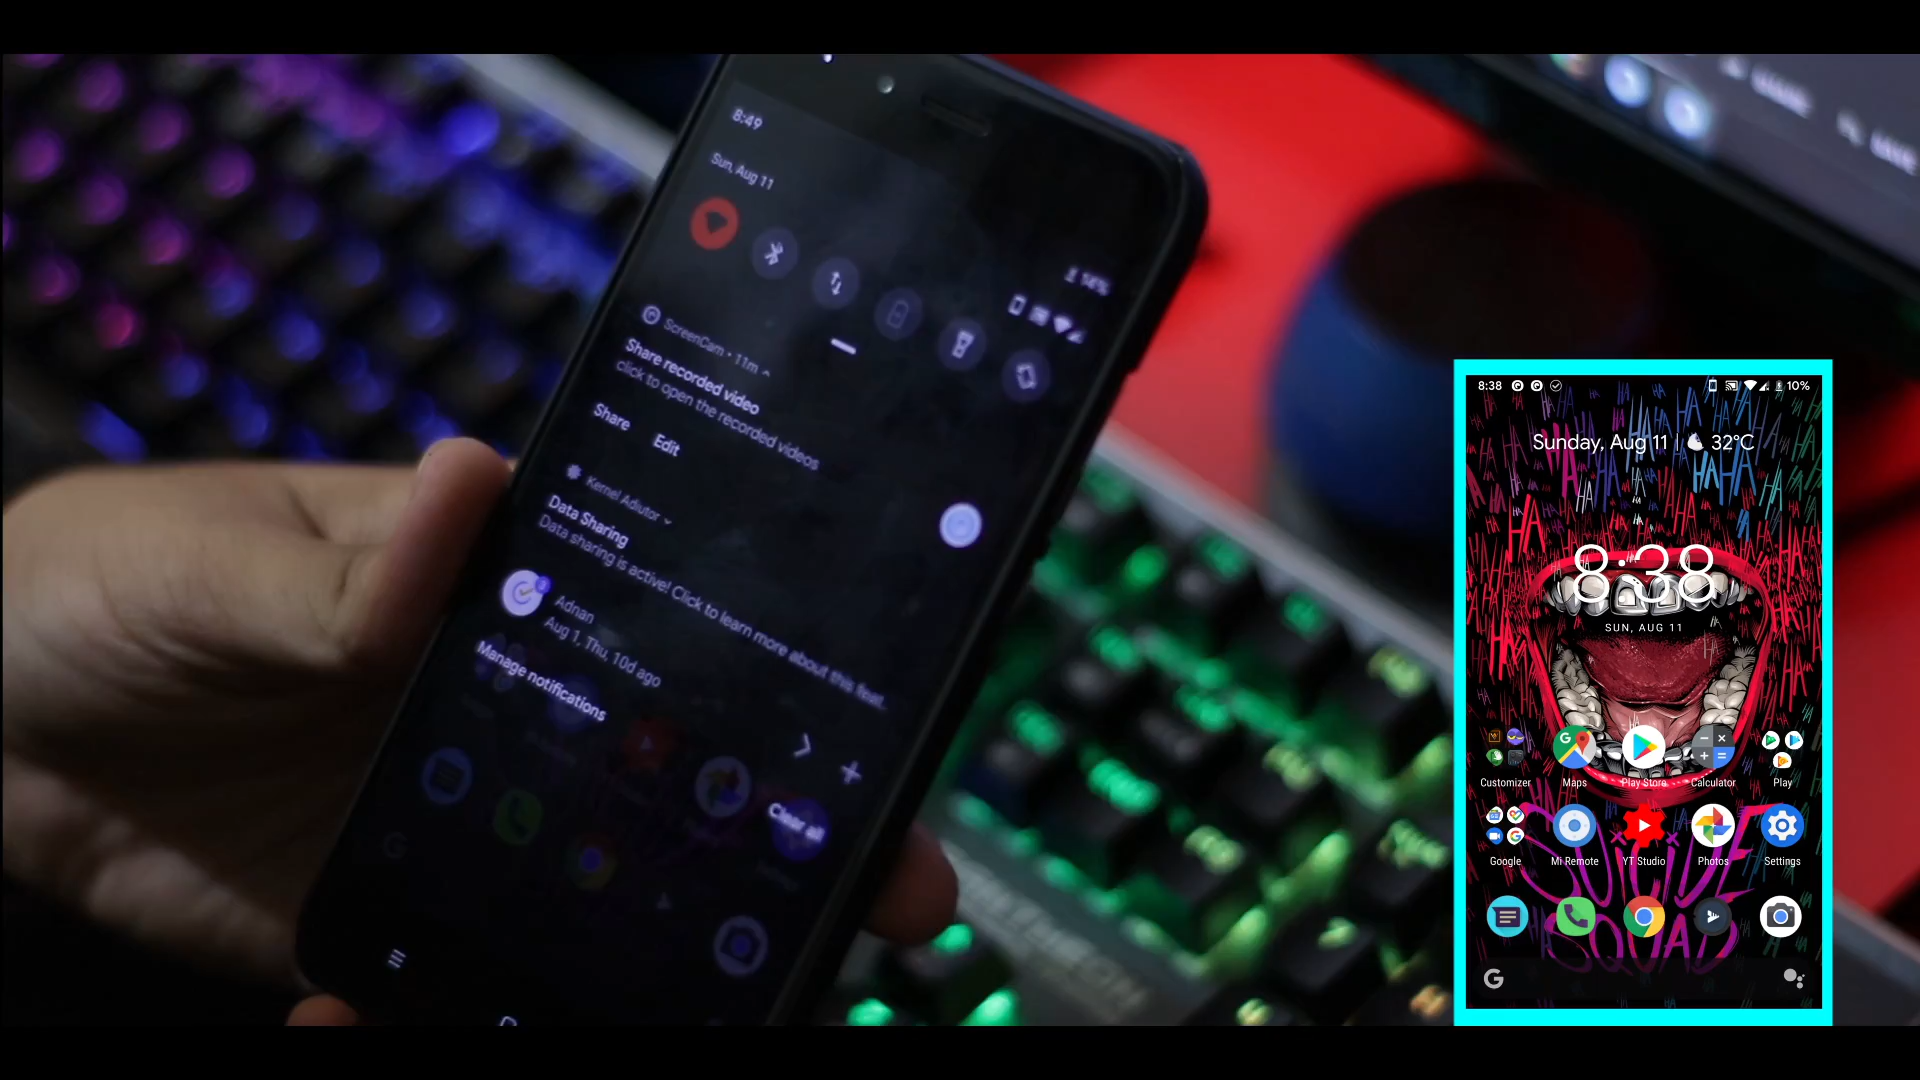 8:49
Sun, Aug 11
ScreenCam • 11m
Share recorded video
click to open the recorded videos
Share Edit
Kernel Adiutor
Data Sharing
Data sharing is active! Click to learn more about this feat..
Adnan
Aug 1, Thu, 10d ago
Manage notifications
Clear all
8:38
10%
Sunday, Aug 11 | 32°C
8:38
SUN, AUG 11
Customizer Maps Play Store Calculator Play
Google Mi Remote YT Studio Photos Settings
SUICIDE
SQUAD